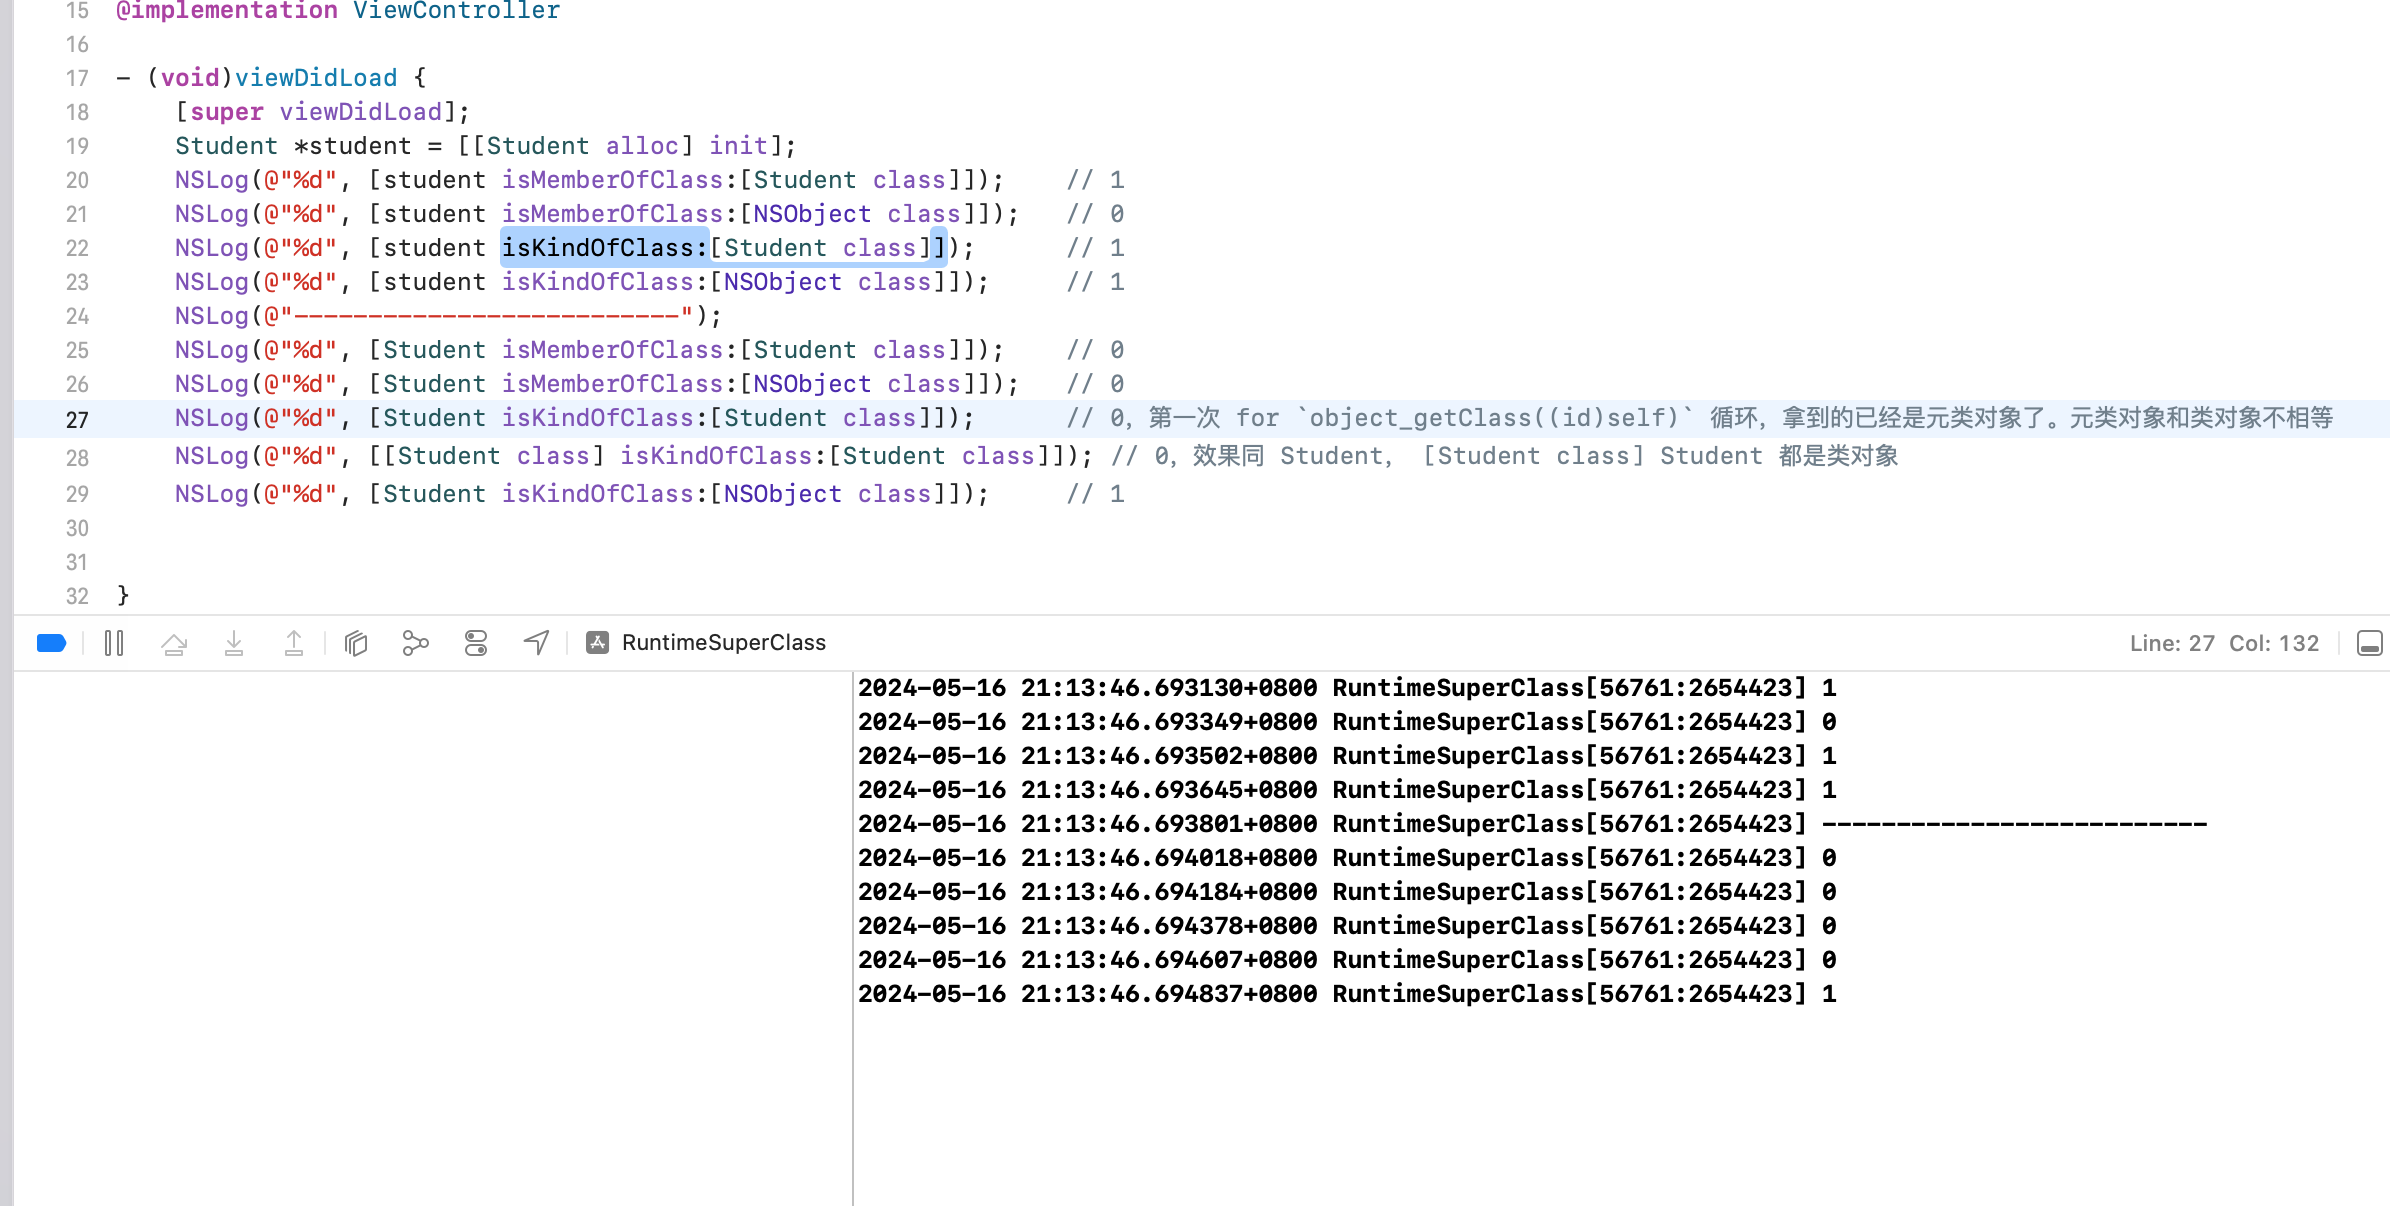 15 @implementation ViewController
16
17 - (void)viewDidLoad {
18 [super viewDidLoad];
19 Student *student = [[Student alloc] init];
20 NSLog(@"%d", [student isMemberOfClass:[Student class]]); // 1
21 NSLog(@"%d", [student isMemberOfClass:[NSObject class]]); // 0
22 NSLog(@"%d", [student isKindOfClass:[Student class]]); // 1
23 NSLog(@"%d", [student isKindOfClass:[NSObject class]]); // 1
24 NSLog(@"--------------------------");
25 NSLog(@"%d", [Student isMemberOfClass:[Student class]]); // 0
26 NSLog(@"%d", [Student isMemberOfClass:[NSObject class]]); // 0
27 NSLog(@"%d", [Student isKindOfClass:[Student class]]); // 0，第一次 for `object_getClass((id)self)` 循环，拿到的已经是元类对象了。元类对象和类对象不相等
28 NSLog(@"%d", [[Student class] isKindOfClass:[Student class]]); // 0，效果同 Student， [Student class] Student 都是类对象
29 NSLog(@"%d", [Student isKindOfClass:[NSObject class]]); // 1
30
31
32 }
RuntimeSuperClass
Line: 27 Col: 132
2024-05-16 21:13:46.693130+0800 RuntimeSuperClass[56761:2654423] 1
2024-05-16 21:13:46.693349+0800 RuntimeSuperClass[56761:2654423] 0
2024-05-16 21:13:46.693502+0800 RuntimeSuperClass[56761:2654423] 1
2024-05-16 21:13:46.693645+0800 RuntimeSuperClass[56761:2654423] 1
2024-05-16 21:13:46.693801+0800 RuntimeSuperClass[56761:2654423] --------------------------
2024-05-16 21:13:46.694018+0800 RuntimeSuperClass[56761:2654423] 0
2024-05-16 21:13:46.694184+0800 RuntimeSuperClass[56761:2654423] 0
2024-05-16 21:13:46.694378+0800 RuntimeSuperClass[56761:2654423] 0
2024-05-16 21:13:46.694607+0800 RuntimeSuperClass[56761:2654423] 0
2024-05-16 21:13:46.694837+0800 RuntimeSuperClass[56761:2654423] 1